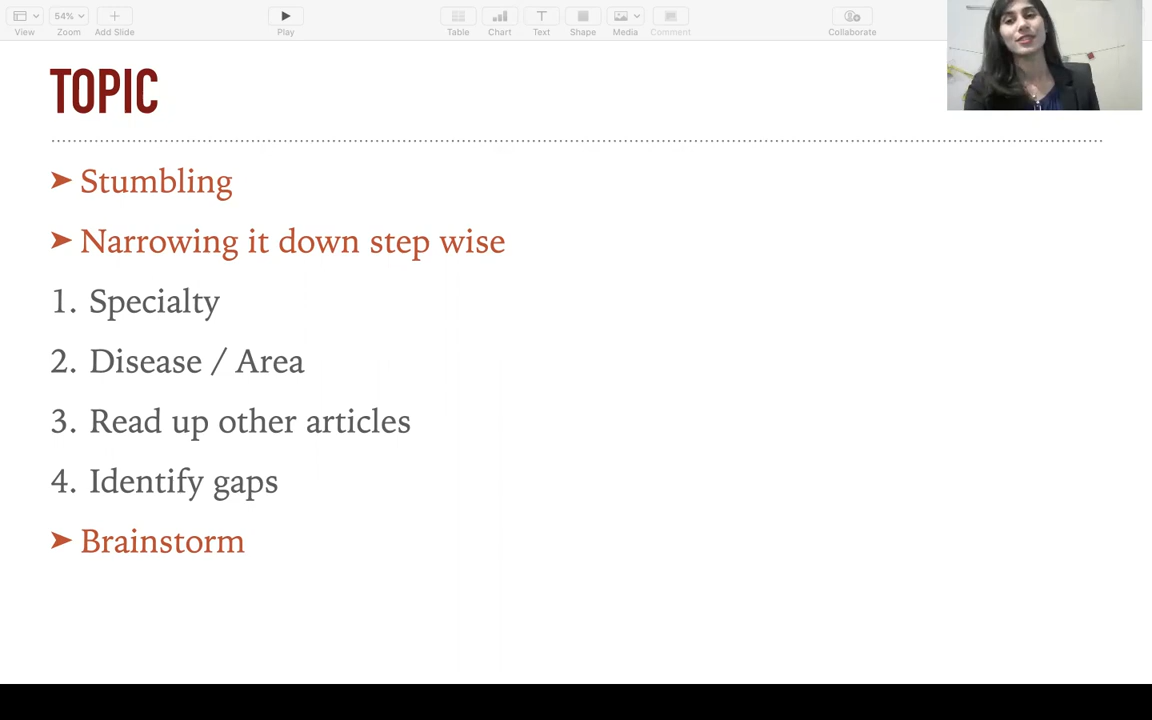 54%
View
Zoom
Add Slide
Play
Table
Chart
Text
Shape
Media
Comment
Collaborate
TOPIC
➤ Stumbling
➤ Narrowing it down step wise
1. Specialty
2. Disease / Area
3. Read up other articles
4. Identify gaps
➤ Brainstorm